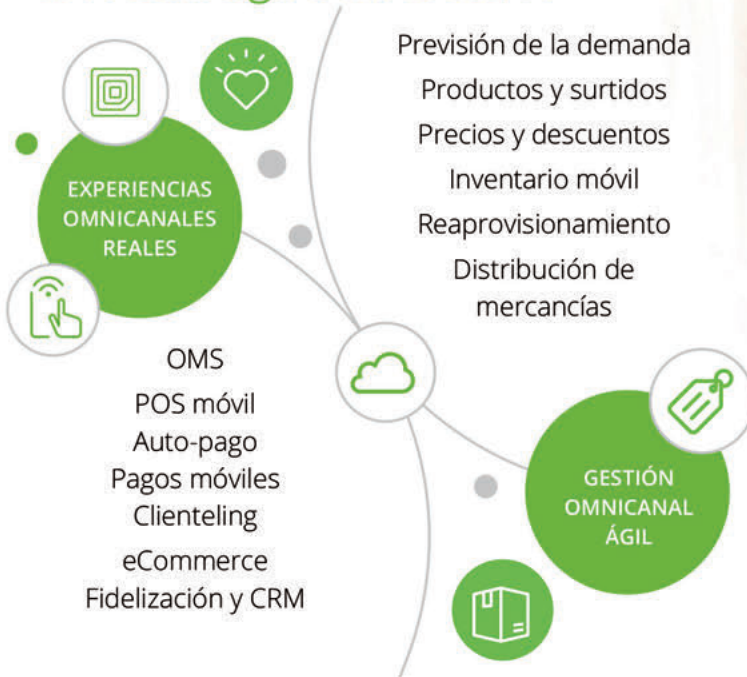 Previsión de la demanda
Productos y surtidos
Precios y descuentos
Inventario móvil
Reaprovisionamiento
Distribución de
mercancías
EXPERIENCIAS
OMNICANALES
REALES
OMS
POS móvil
Auto-pago
Pagos móviles
Clienteling
eCommerce
Fidelización y CRM
GESTIÓN
OMNICANAL
ÁGIL